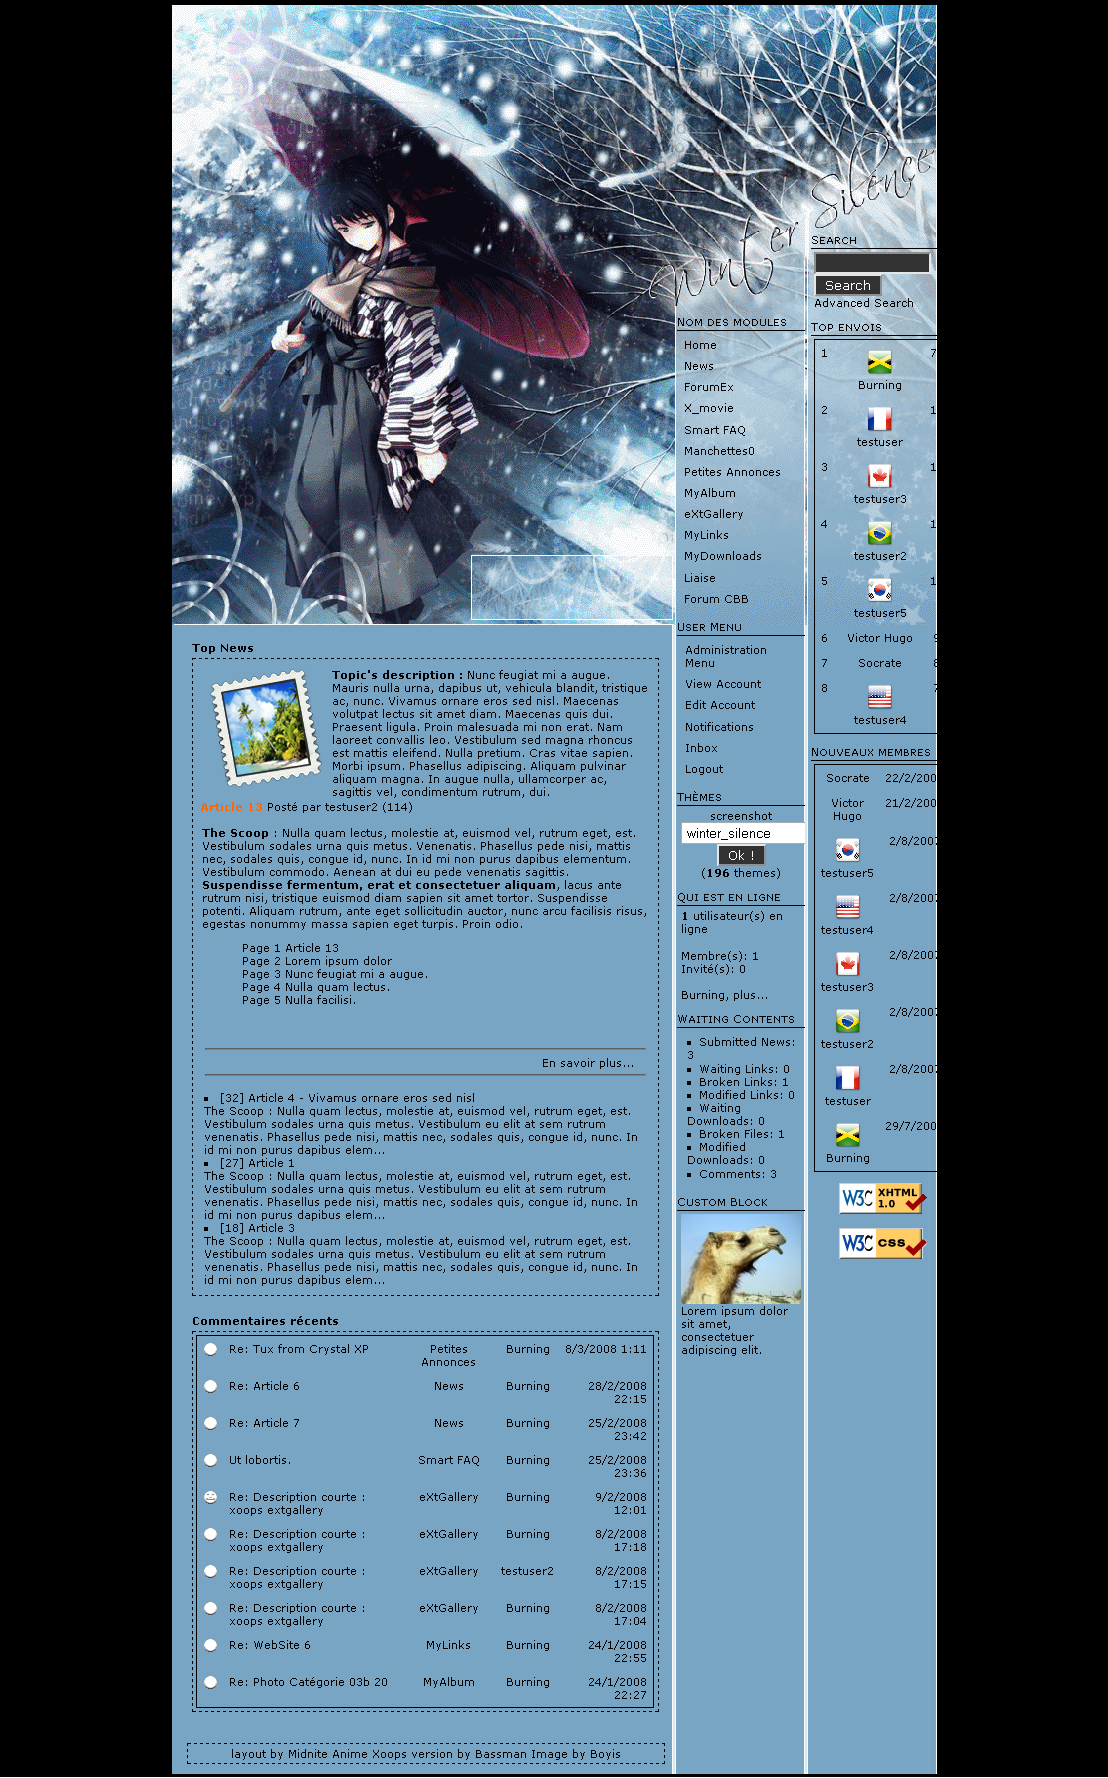 Winter Silence
Search
Search
Advanced Search
Top envois
1 7
Burning
2 1
testuser
3 1
testuser3
4 1
testuser2
5 1
testuser5
6 Victor Hugo 9
7 Socrate 8
8 7
testuser4
Nouveaux membres
Socrate 22/2/200
Victor Hugo 21/2/200
2/8/2007
testuser5
2/8/2007
testuser4
2/8/2007
testuser3
2/8/2007
testuser2
2/8/2007
testuser
29/7/200
Burning
W3C XHTML 1.0
W3C CSS
Nom des modules
Home
News
ForumEx
X_movie
Smart FAQ
Manchettes0
Petites Annonces
MyAlbum
eXtGallery
MyLinks
MyDownloads
Liaise
Forum CBB
User Menu
Administration
Menu
View Account
Edit Account
Notifications
Inbox
Logout
Thèmes
screenshot
winter_silence
Ok !
(196 themes)
Qui est en ligne
1 utilisateur(s) en
ligne
Membre(s): 1
Invité(s): 0
Burning, plus...
Waiting Contents
Submitted News:
3
Waiting Links: 0
Broken Links: 1
Modified Links: 0
Waiting
Downloads: 0
Broken Files: 1
Modified
Downloads: 0
Comments: 3
Custom Block
Lorem ipsum dolor
sit amet,
consectetuer
adipiscing elit.
Top News
Topic's description : Nunc feugiat mi a augue.
Mauris nulla urna, dapibus ut, vehicula blandit, tristique
ac, nunc. Vivamus ornare eros sed nisl. Maecenas
volutpat lectus sit amet diam. Maecenas quis dui.
Praesent ligula. Proin malesuada mi non erat. Nam
laoreet convallis leo. Vestibulum sed magna rhoncus
est mattis eleifend. Nulla pretium. Cras vitae sapien.
Morbi ipsum. Phasellus adipiscing. Aliquam pulvinar
aliquam magna. In augue nulla, ullamcorper ac,
sagittis vel, condimentum rutrum, dui.
Article 13 Posté par testuser2 (114)
The Scoop : Nulla quam lectus, molestie at, euismod vel, rutrum eget, est.
Vestibulum sodales urna quis metus. Venenatis. Phasellus pede nisi, mattis
nec, sodales quis, congue id, nunc. In id mi non purus dapibus elementum.
Vestibulum commodo. Aenean at dui eu pede venenatis sagittis.
Suspendisse fermentum, erat et consectetuer aliquam, lacus ante
rutrum nisi, tristique euismod diam sapien sit amet tortor. Suspendisse
potenti. Aliquam rutrum, ante eget sollicitudin auctor, nunc arcu facilisis risus,
egestas nonummy massa sapien eget turpis. Proin odio.
Page 1 Article 13
Page 2 Lorem ipsum dolor
Page 3 Nunc feugiat mi a augue.
Page 4 Nulla quam lectus.
Page 5 Nulla facilisi.
En savoir plus...
[32] Article 4 - Vivamus ornare eros sed nisl
The Scoop : Nulla quam lectus, molestie at, euismod vel, rutrum eget, est.
Vestibulum sodales urna quis metus. Vestibulum eu elit at sem rutrum
venenatis. Phasellus pede nisi, mattis nec, sodales quis, congue id, nunc. In
id mi non purus dapibus elem...
[27] Article 1
The Scoop : Nulla quam lectus, molestie at, euismod vel, rutrum eget, est.
Vestibulum sodales urna quis metus. Vestibulum eu elit at sem rutrum
venenatis. Phasellus pede nisi, mattis nec, sodales quis, congue id, nunc. In
id mi non purus dapibus elem...
[18] Article 3
The Scoop : Nulla quam lectus, molestie at, euismod vel, rutrum eget, est.
Vestibulum sodales urna quis metus. Vestibulum eu elit at sem rutrum
venenatis. Phasellus pede nisi, mattis nec, sodales quis, congue id, nunc. In
id mi non purus dapibus elem...
Commentaires récents
Re: Tux from Crystal XP Petites Annonces Burning 8/3/2008 1:11
Re: Article 6 News Burning 28/2/2008 22:15
Re: Article 7 News Burning 25/2/2008 23:42
Ut lobortis. Smart FAQ Burning 25/2/2008 23:36
Re: Description courte : xoops extgallery eXtGallery Burning 9/2/2008 12:01
Re: Description courte : xoops extgallery eXtGallery Burning 8/2/2008 17:18
Re: Description courte : xoops extgallery eXtGallery testuser2 8/2/2008 17:15
Re: Description courte : xoops extgallery eXtGallery Burning 8/2/2008 17:04
Re: WebSite 6 MyLinks Burning 24/1/2008 22:55
Re: Photo Catégorie 03b 20 MyAlbum Burning 24/1/2008 22:27
layout by Midnite Anime Xoops version by Bassman Image by Boyis